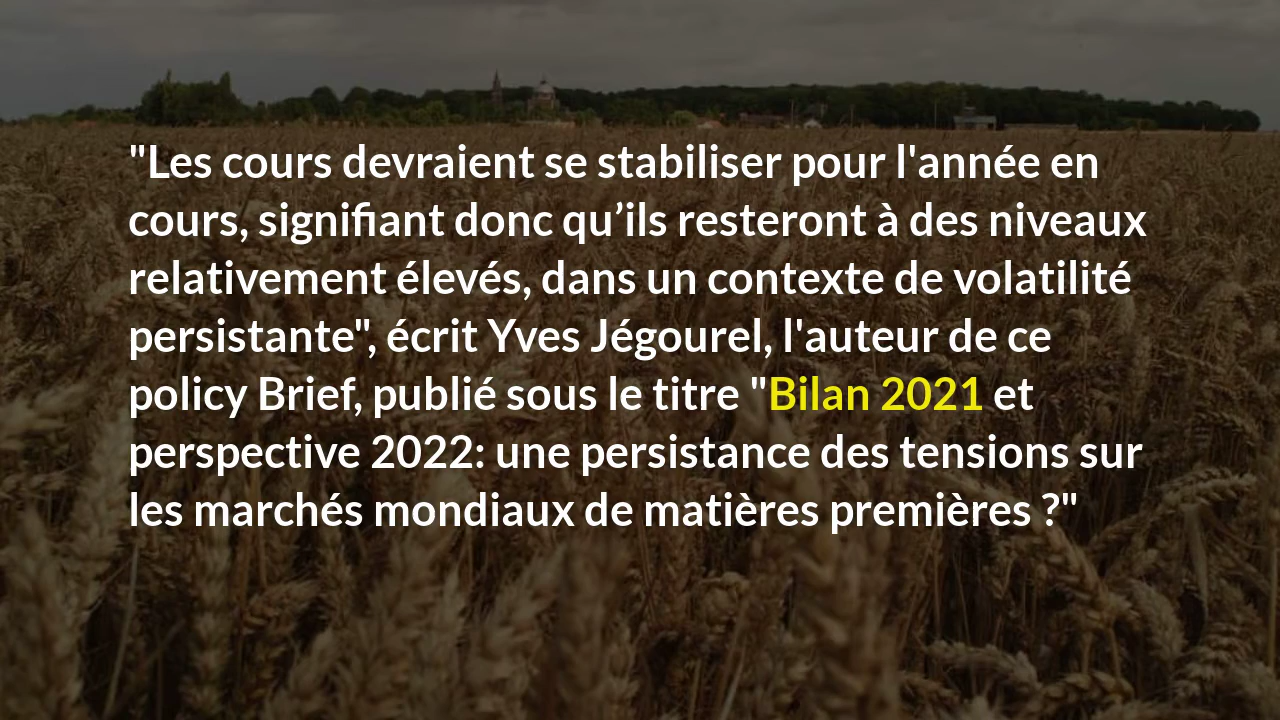 "Les cours devraient se stabiliser pour l'année en
cours, signifiant donc qu’ils resteront à des niveaux
relativement élevés, dans un contexte de volatilité
persistante", écrit Yves Jégourel, l'auteur de ce
policy Brief, publié sous le titre "Bilan 2021 et
perspective 2022: une persistance des tensions sur
les marchés mondiaux de matières premières ?"